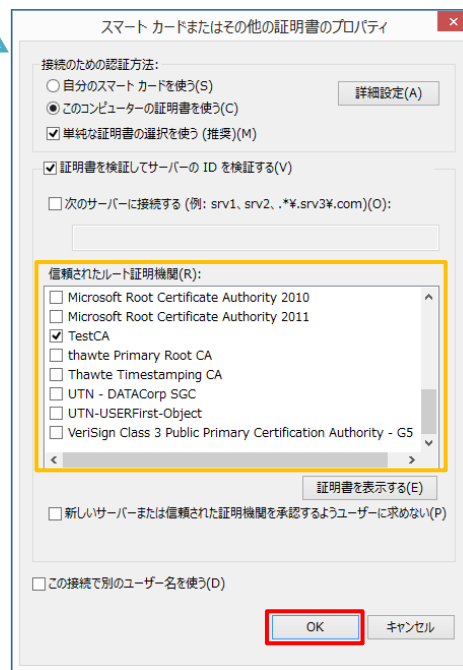 スマート カードまたはその他の証明書のプロパティ
接続のための認証方法:
自分のスマート カードを使う(S)
詳細設定(A)
このコンピューターの証明書を使う(C)
単純な証明書の選択を使う (推奨)(M)
証明書を検証してサーバーの ID を検証する(V)
次のサーバーに接続する (例: srv1、srv2、.*¥.srv3¥.com)(O):
信頼されたルート証明機関(R):
Microsoft Root Certificate Authority 2010
Microsoft Root Certificate Authority 2011
TestCA
thawte Primary Root CA
Thawte Timestamping CA
UTN - DATACorp SGC
UTN-USERFirst-Object
VeriSign Class 3 Public Primary Certification Authority - G5
証明書を表示する(E)
新しいサーバーまたは信頼された証明機関を承認するようユーザーに求めない(P)
この接続で別のユーザー名を使う(D)
OK
キャンセル